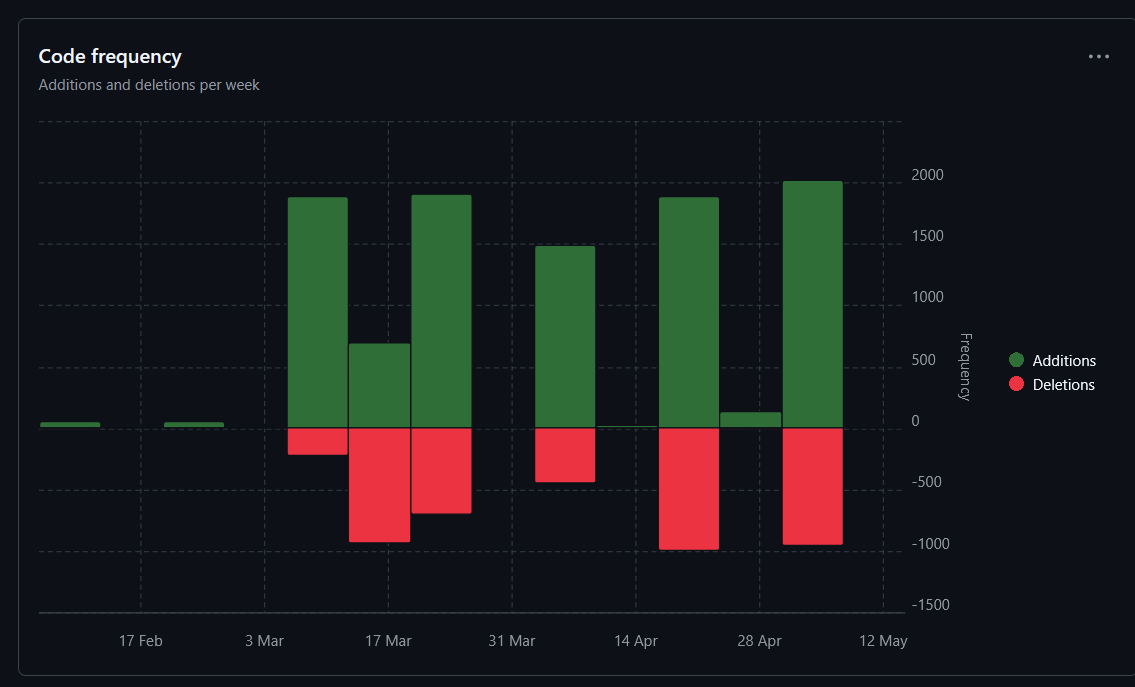 Code frequency
Additions and deletions per week
2000
1500
1000
500
0
-500
-1000
-1500
Frequency
Additions
Deletions
17 Feb
3 Mar
17 Mar
31 Mar
14 Apr
28 Apr
12 May